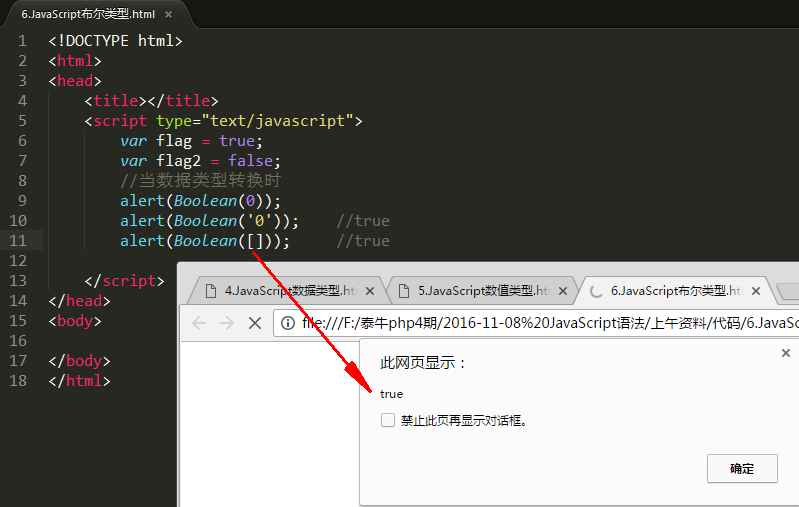 6.JavaScript布尔类型.html ×
1 <!DOCTYPE html>
2 <html>
3 <head>
4 <title></title>
5 <script type="text/javascript">
6 var flag = true;
7 var flag2 = false;
8 //当数据类型转换时
9 alert(Boolean(0));
10 alert(Boolean('0')); //true
11 alert(Boolean([])); //true
12
13 </script>
14 </head>
15 <body>
16
17 </body>
18 </html>
4.JavaScript数据类型.ht × 5.JavaScript数值类型.ht × 6.JavaScript布尔类型.ht ×
file:///F:/泰牛php4期/2016-11-08%20JavaScript语法/上午资料/代码/6.JavaS
此网页显示：
true
禁止此页再显示对话框。
确定